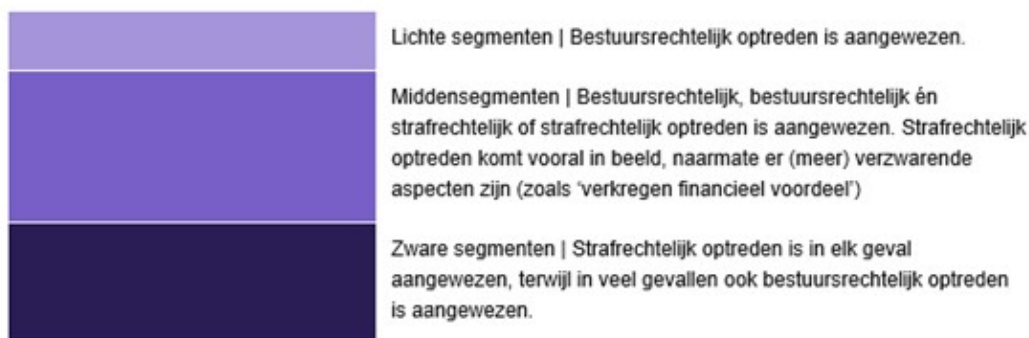 Lichte segmenten | Bestuursrechtelijk optreden is aangewezen.
Middensegmenten | Bestuursrechtelijk, bestuursrechtelijk én
strafrechtelijk of strafrechtelijk optreden is aangewezen. Strafrechtelijk
optreden komt vooral in beeld, naarmate er (meer) verzwarende
aspecten zijn (zoals ‘verkregen financieel voordeel’)
Zware segmenten | Strafrechtelijk optreden is in elk geval
aangewezen, terwijl in veel gevallen ook bestuursrechtelijk optreden
is aangewezen.